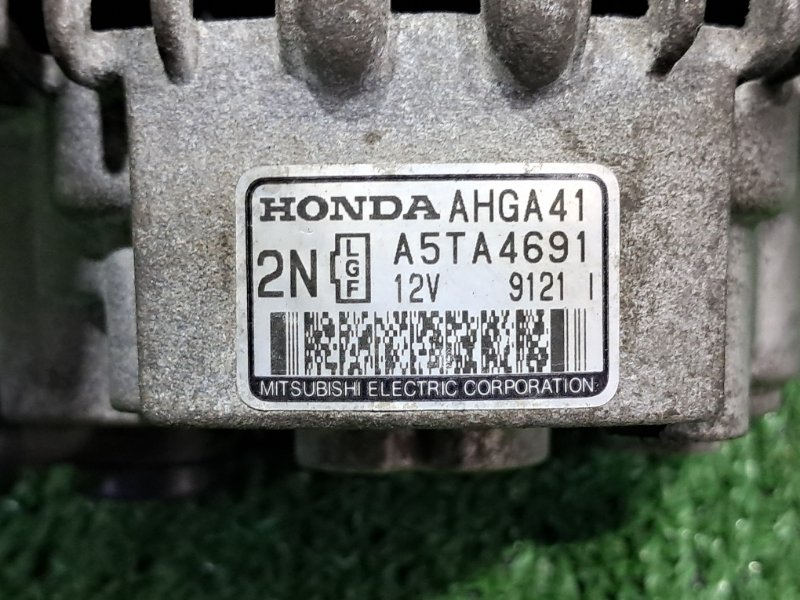 HONDA AHGA41
2N LGF A5TA4691
12V 9121 I
MITSUBISHI ELECTRIC CORPORATION